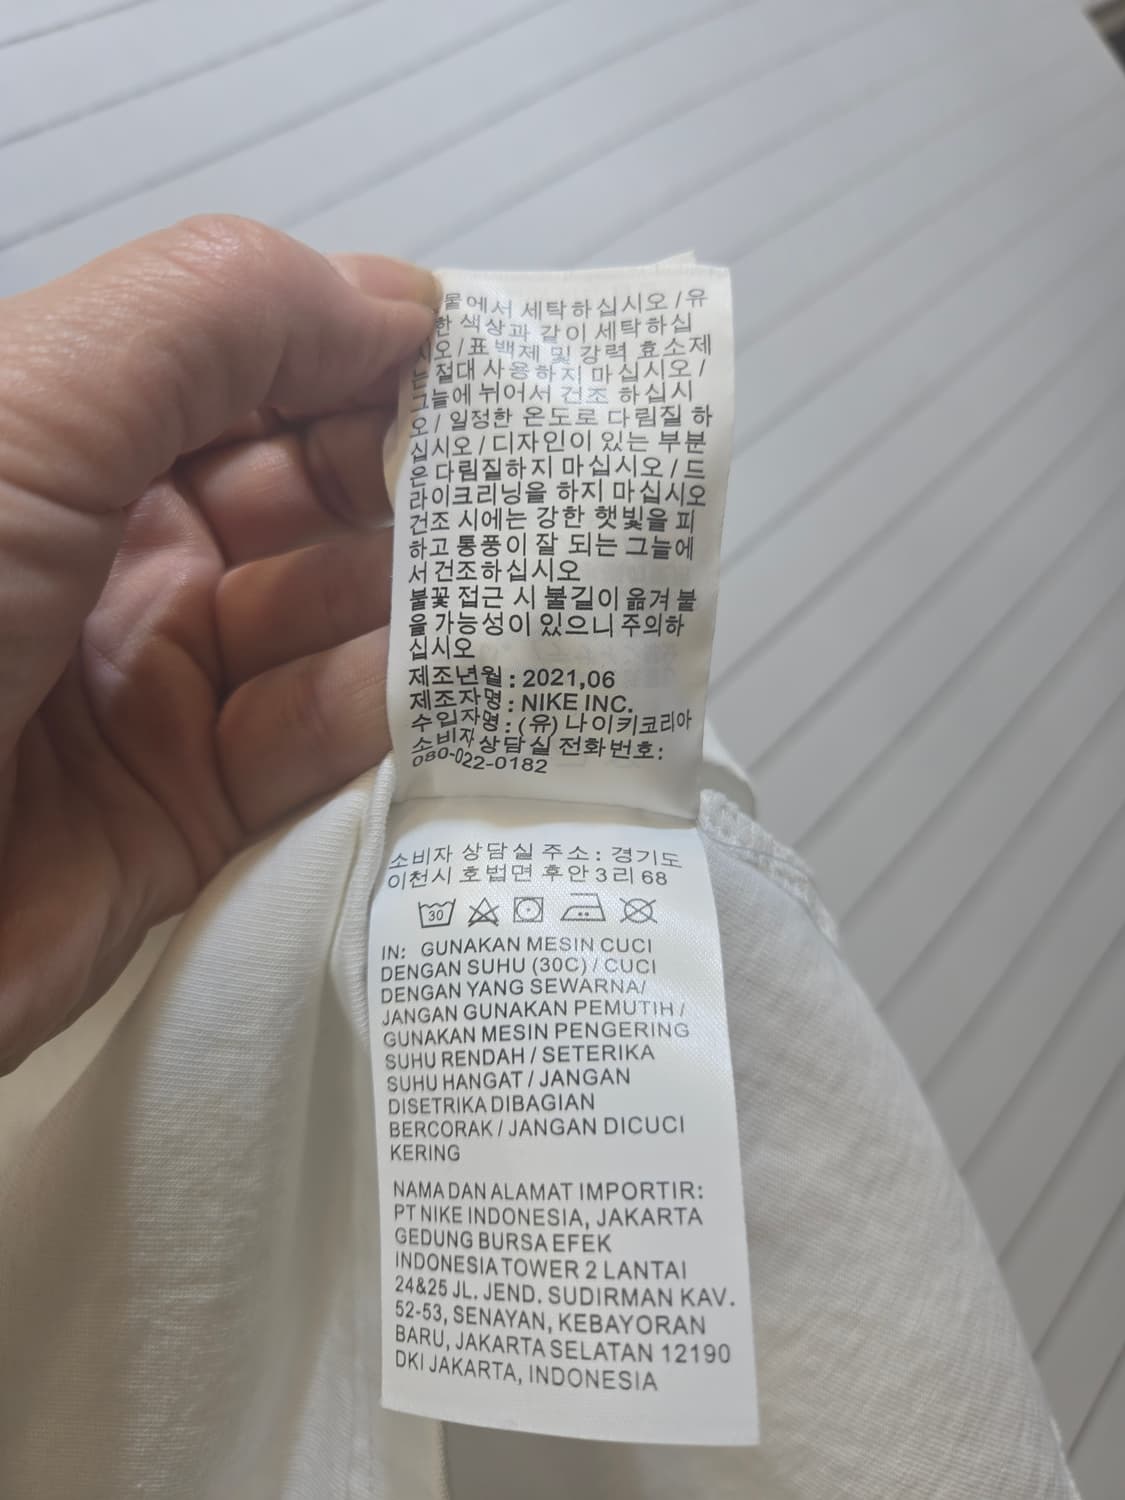 물에서 세탁하십시오 / 유
한 색상과 같이 세탁하십
시오 / 표백제 및 강력 효소제
는 절대 사용하지 마십시오 /
그늘에 뉘어서 건조 하십시
오 / 일정한 온도로 다림질 하
십시오 / 디자인이 있는 부분
은 다림질하지 마십시오 / 드
라이크리닝을 하지 마십시오
건조 시에는 강한 햇빛을 피
하고 통풍이 잘 되는 그늘에
서 건조하십시오
불꽃 접근 시 불길이 옮겨 붙
을 가능성이 있으니 주의하
십시오
제조년월 : 2021,06
제조자명 : NIKE INC.
수입자명 : (유) 나이키코리아
소비자 상담실 전화번호:
080-022-0182
소비자 상담실 주소 : 경기도
이천시 호법면 후안 3 리 68
30
IN: GUNAKAN MESIN CUCI
DENGAN SUHU (30C) / CUCI
DENGAN YANG SEWARNA/
JANGAN GUNAKAN PEMUTIH /
GUNAKAN MESIN PENGERING
SUHU RENDAH / SETERIKA
SUHU HANGAT / JANGAN
DISETRIKA DIBAGIAN
BERCORAK / JANGAN DICUCI
KERING
NAMA DAN ALAMAT IMPORTIR:
PT NIKE INDONESIA, JAKARTA
GEDUNG BURSA EFEK
INDONESIA TOWER 2 LANTAI
24&25 JL. JEND. SUDIRMAN KAV.
52-53, SENAYAN, KEBAYORAN
BARU, JAKARTA SELATAN 12190
DKI JAKARTA, INDONESIA